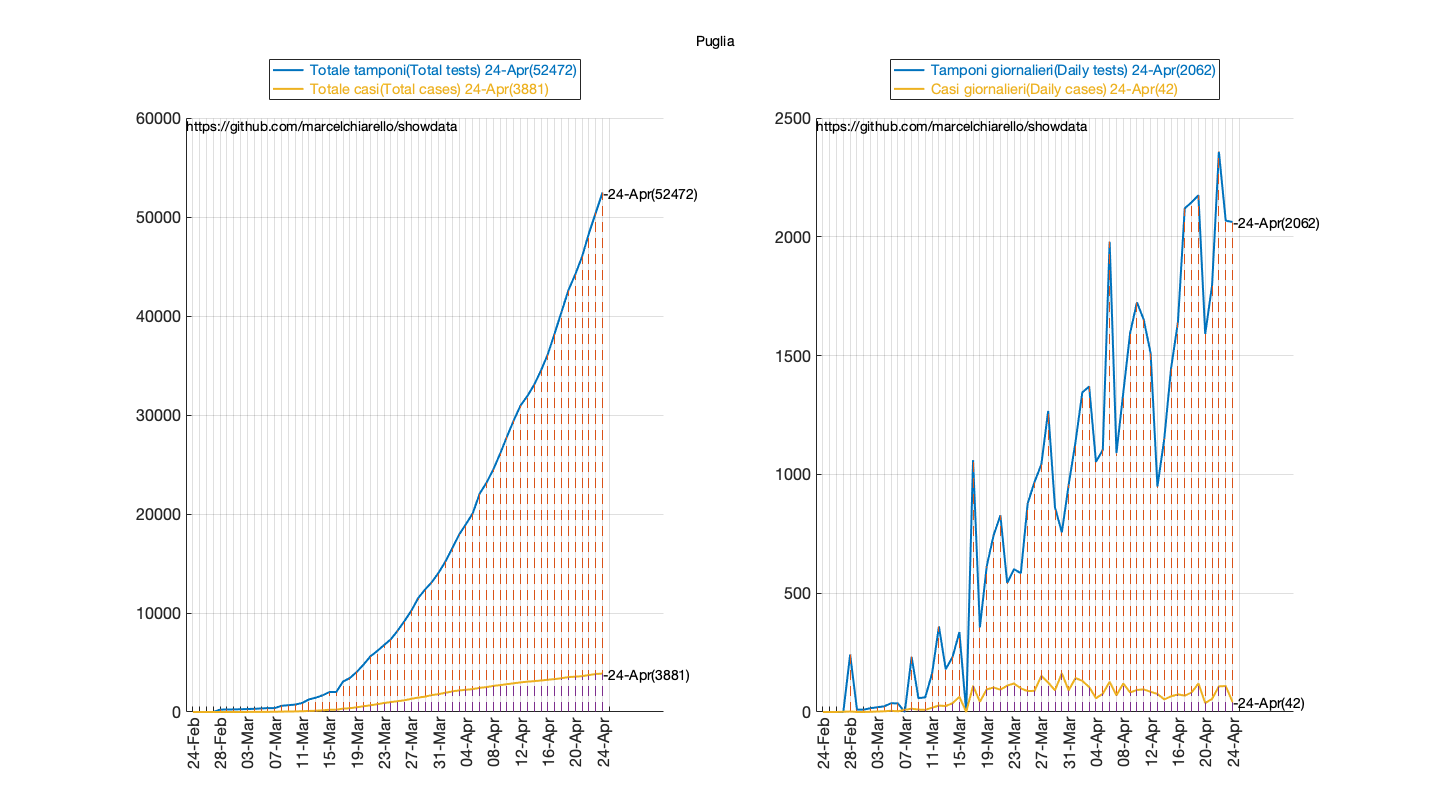 Puglia
Totale tamponi(Total tests) 24-Apr(52472)
Totale casi(Total cases) 24-Apr(3881)
https://github.com/marcelchiarello/showdata
60000
50000
40000
30000
20000
10000
0
-24-Apr(52472)
-24-Apr(3881)
24-Feb
28-Feb
03-Mar
07-Mar
11-Mar
15-Mar
19-Mar
23-Mar
27-Mar
31-Mar
04-Apr
08-Apr
12-Apr
16-Apr
20-Apr
24-Apr
Tamponi giornalieri(Daily tests) 24-Apr(2062)
Casi giornalieri(Daily cases) 24-Apr(42)
https://github.com/marcelchiarello/showdata
2500
2000
1500
1000
500
0
-24-Apr(2062)
-24-Apr(42)
24-Feb
28-Feb
03-Mar
07-Mar
11-Mar
15-Mar
19-Mar
23-Mar
27-Mar
31-Mar
04-Apr
08-Apr
12-Apr
16-Apr
20-Apr
24-Apr